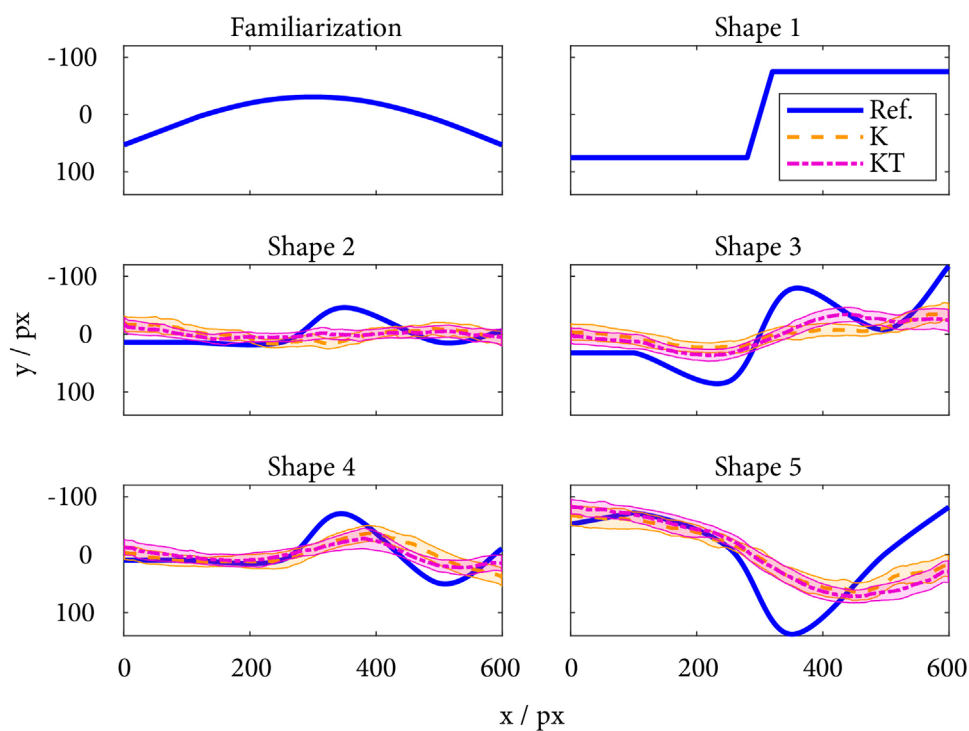 Familiarization
Shape 1
-100
0
100
Ref.
K
KT
Shape 2
Shape 3
-100
0
100
y / px
Shape 4
Shape 5
-100
0
100
0 200 400 600
0 200 400 600
x / px